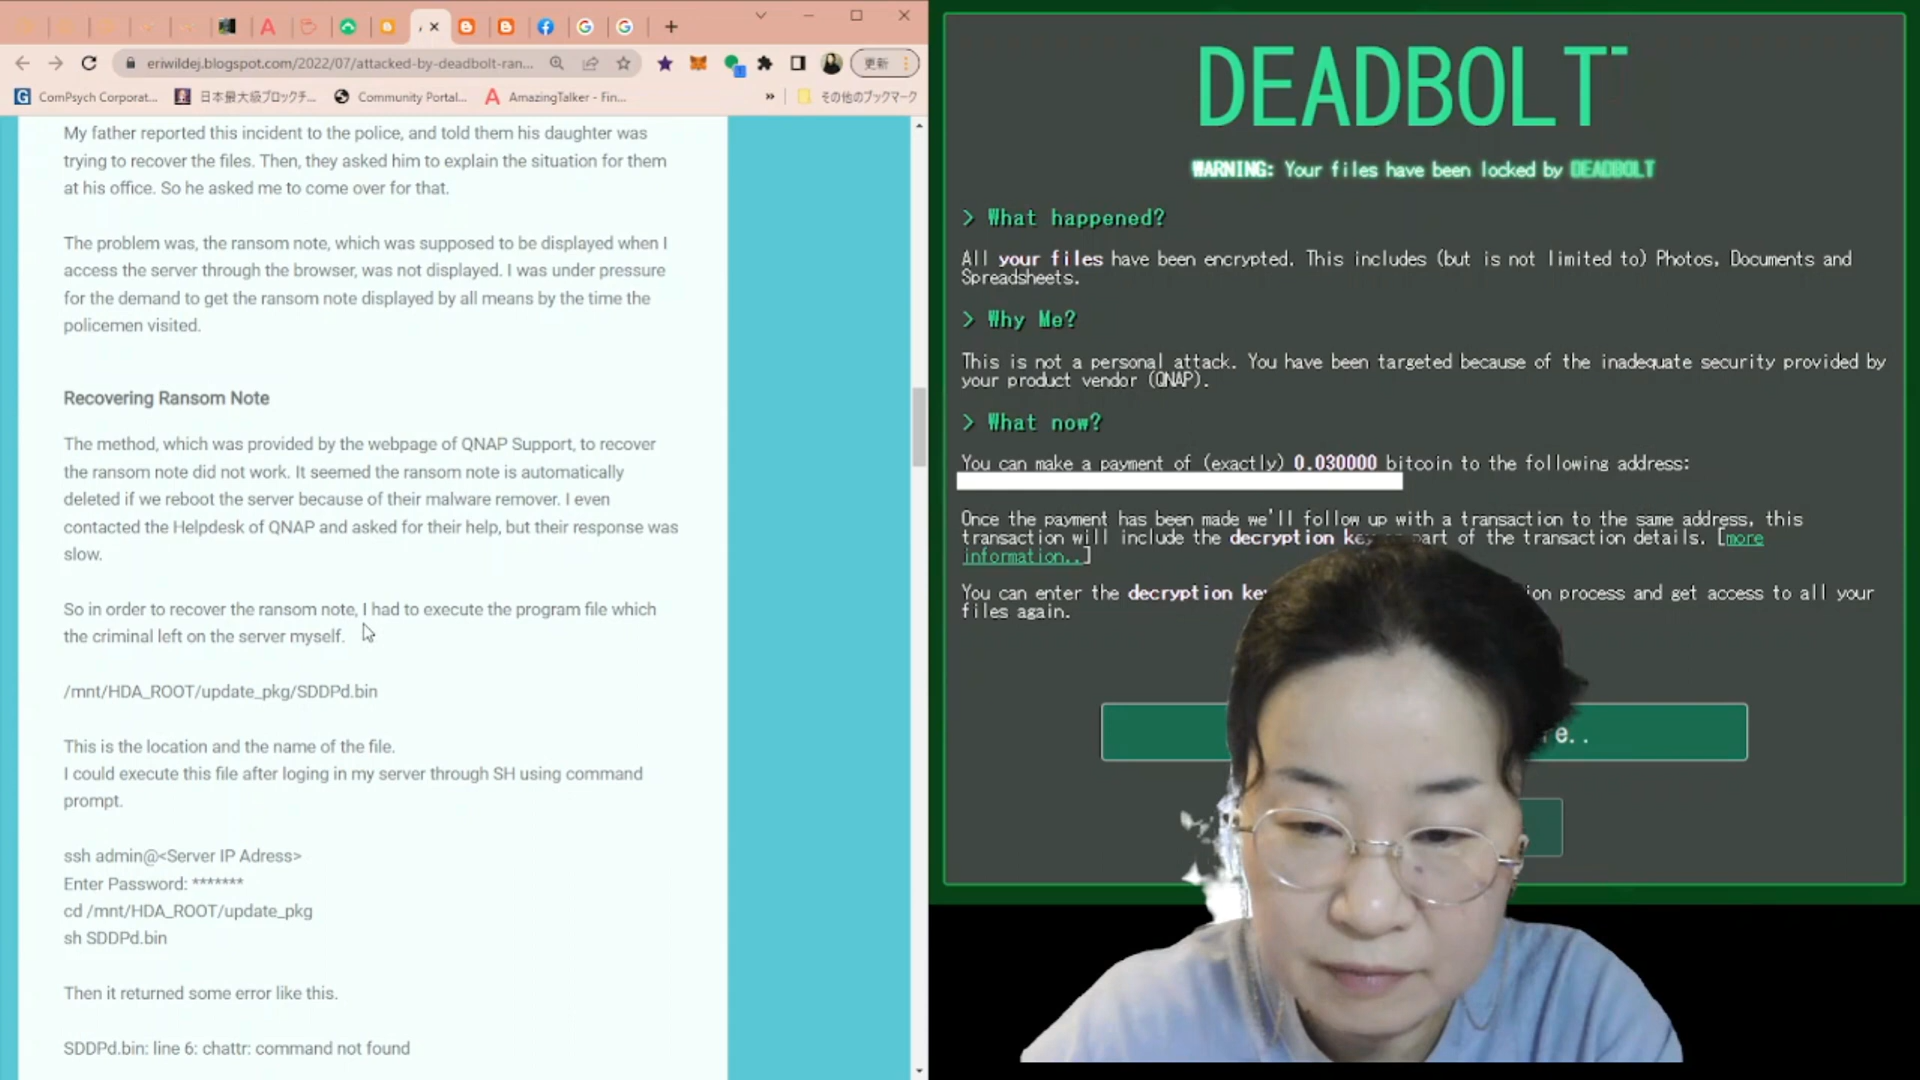 eriwildej.blogspot.com/2022/07/attacked-by-deadbolt-ran...
更新
ComPsych Corporat...
日本最大級ブロックチ...
Community Portal...
AmazingTalker - Fin...
»
その他のブックマーク
My father reported this incident to the police, and told them his daughter was
trying to recover the files. Then, they asked him to explain the situation for them
at his office. So he asked me to come over for that.
The problem was, the ransom note, which was supposed to be displayed when I
access the server through the browser, was not displayed. I was under pressure
for the demand to get the ransom note displayed by all means by the time the
policemen visited.
Recovering Ransom Note
The method, which was provided by the webpage of QNAP Support, to recover
the ransom note did not work. It seemed the ransom note is automatically
deleted if we reboot the server because of their malware remover. I even
contacted the Helpdesk of QNAP and asked for their help, but their response was
slow.
So in order to recover the ransom note, I had to execute the program file which
the criminal left on the server myself.
/mnt/HDA_ROOT/update_pkg/SDDPd.bin
This is the location and the name of the file.
I could execute this file after loging in my server through SH using command
prompt.
ssh admin@<Server IP Adress>
Enter Password: *******
cd /mnt/HDA_ROOT/update_pkg
sh SDDPd.bin
Then it returned some error like this.
SDDPd.bin: line 6: chattr: command not found
DEADBOLT
WARNING: Your files have been locked by DEADBOLT
> What happened?
All your files have been encrypted. This includes (but is not limited to) Photos, Documents and
Spreadsheets.
> Why Me?
This is not a personal attack. You have been targeted because of the inadequate security provided by
your product vendor (QNAP).
> What now?
You can make a payment of (exactly) 0.030000 bitcoin to the following address:
Once the payment has been made we'll follow up with a transaction to the same address, this
transaction will include the decryption part of the transaction details. [more
information..]
You can enter the decryption process and get access to all your
files again.